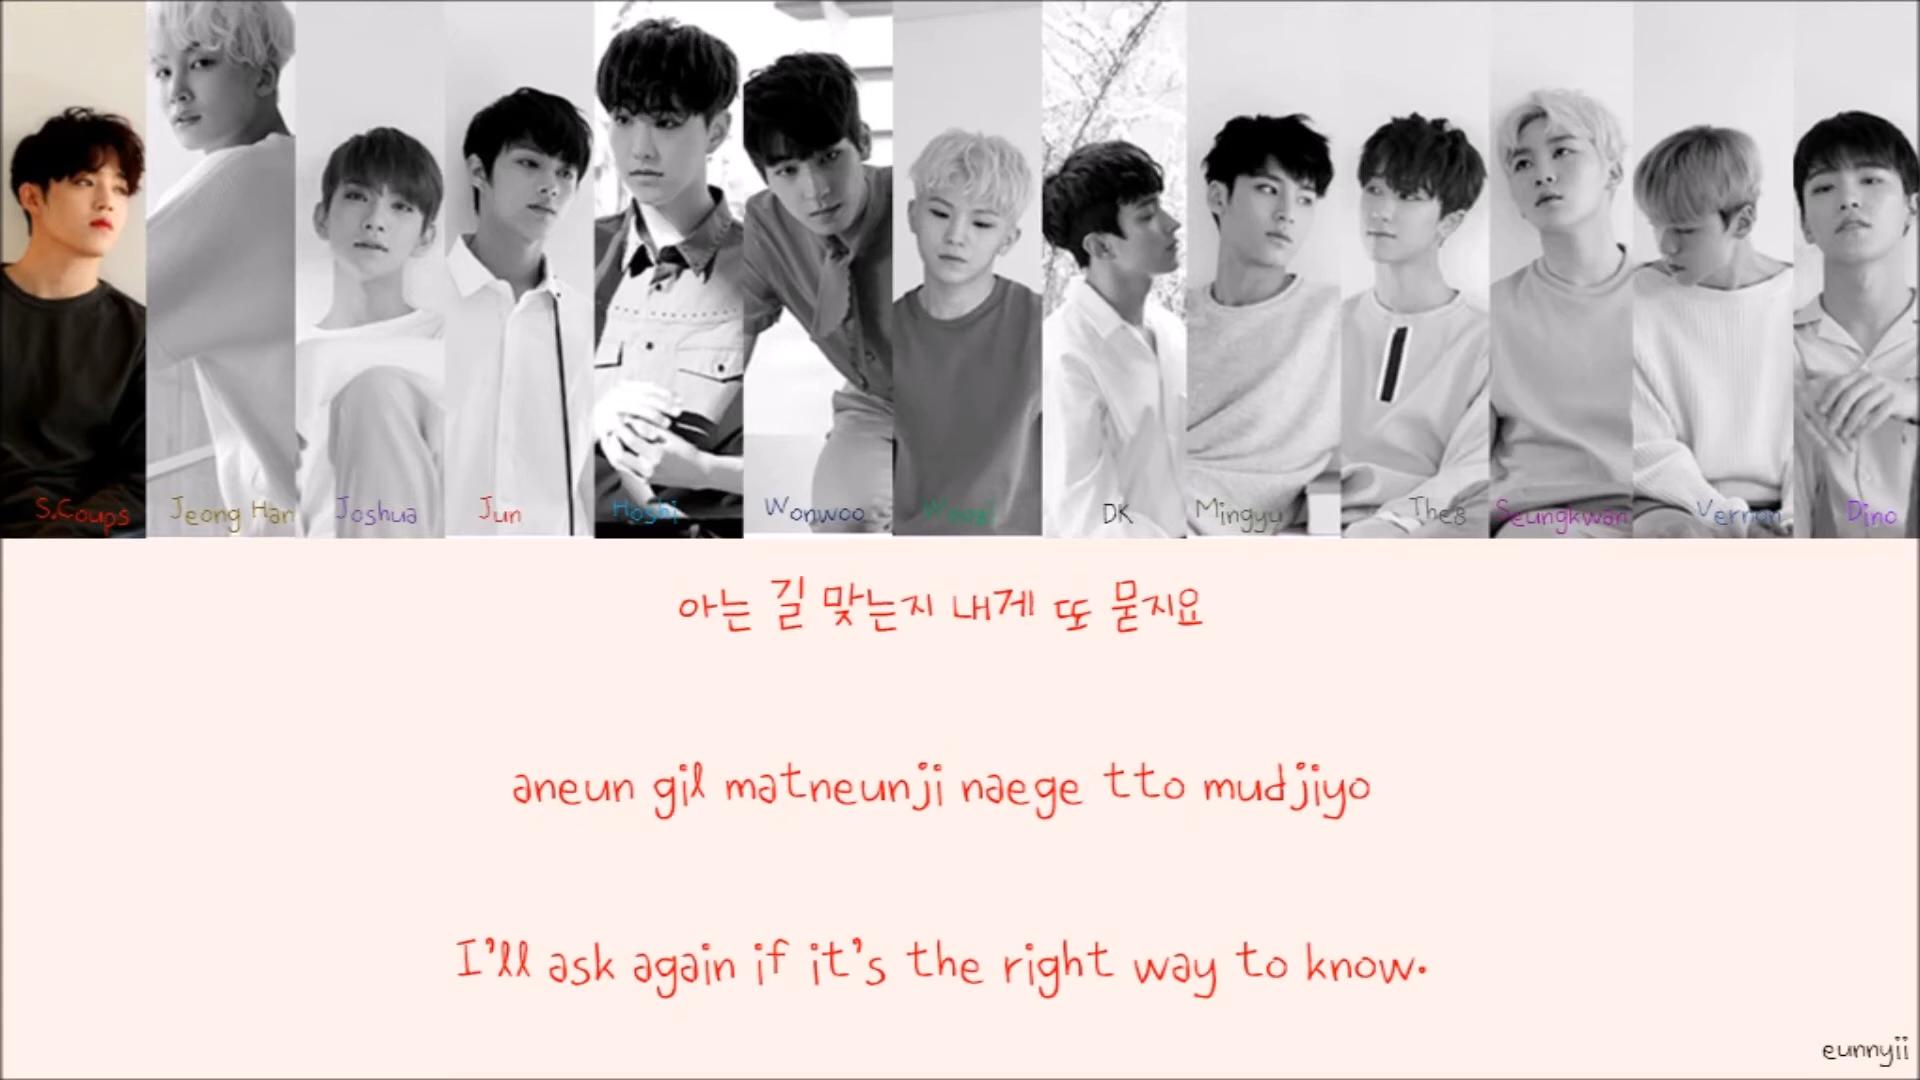 S.Coups Jeong Han Joshua Jun Hoshi Wonwoo Woozi DK Mingyu The8 Seungkwan Vernon Dino
아는 길 맞는지 내게 또 묻지요
aneun gil matneunji naege tto mudjiyo
I'll ask again if it's the right way to know.
eunnyii